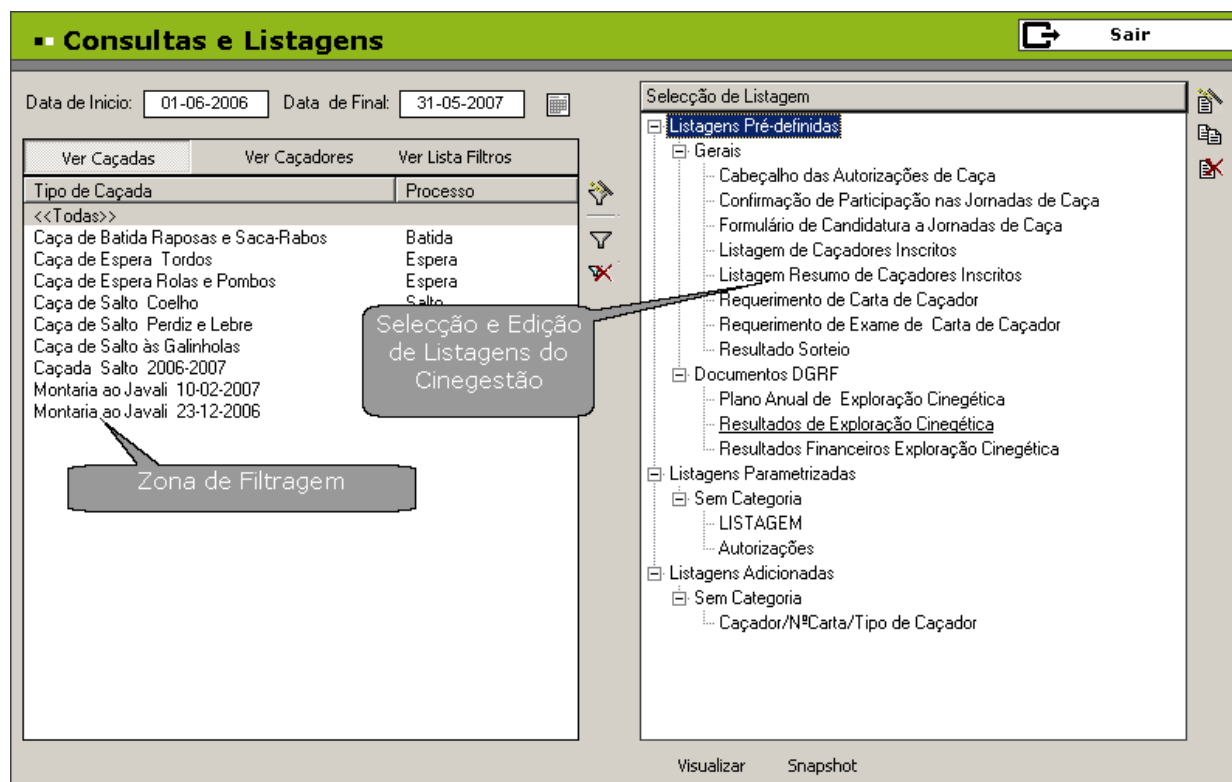 Consultas e Listagens
Sair
Data de Inicio: 01-06-2006 Data de Final: 31-05-2007
Ver Caçadas Ver Caçadores Ver Lista Filtros
Tipo de Caçada Processo
<<Todas>>
Caça de Batida Raposas e Saca-Rabos Batida
Caça de Espera Tordos Espera
Caça de Espera Rolas e Pombos Espera
Caça de Salto Coelho Salto
Caça de Salto Perdiz e Lebre
Caça de Salto às Galinholas
Caçada Salto 2006-2007
Montaria ao Javali 10-02-2007
Montaria ao Javali 23-12-2006
Zona de Filtragem
Selecção e Edição
de Listagens do
Cinegestão
Selecção de Listagem
Listagens Pré-definidas
Gerais
Cabeçalho das Autorizações de Caça
Confirmação de Participação nas Jornadas de Caça
Formulário de Candidatura a Jornadas de Caça
Listagem de Caçadores Inscritos
Listagem Resumo de Caçadores Inscritos
Requerimento de Carta de Caçador
Requerimento de Exame de Carta de Caçador
Resultado Sorteio
Documentos DGRF
Plano Anual de Exploração Cinegética
Resultados de Exploração Cinegética
Resultados Financeiros Exploração Cinegética
Listagens Parametrizadas
Sem Categoria
LISTAGEM
Autorizações
Listagens Adicionadas
Sem Categoria
Caçador/NºCarta/Tipo de Caçador
Visualizar Snapshot